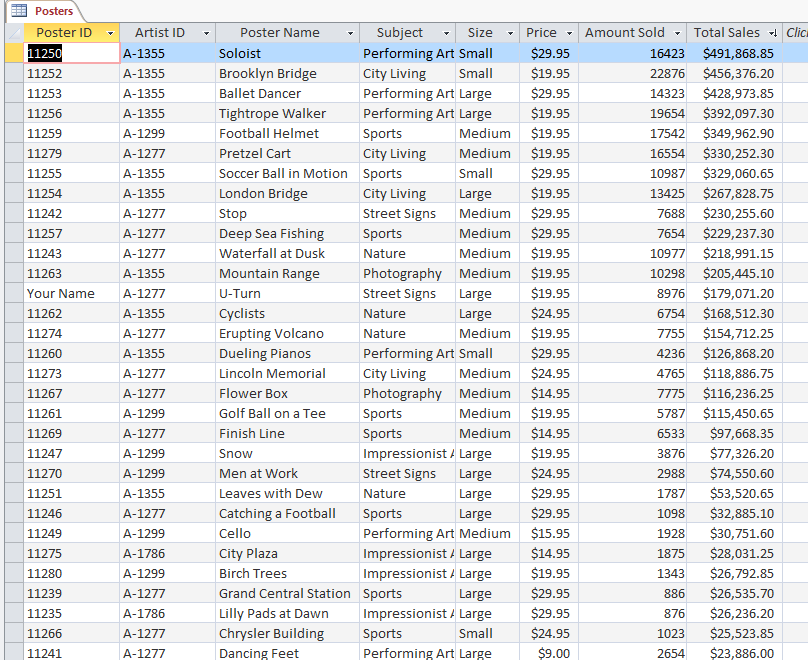 Posters
Poster ID Artist ID Poster Name Subject Size Price Amount Sold Total Sales Clic
11250 A-1355 Soloist Performing Art Small $29.95 16423 $491,868.85
11252 A-1355 Brooklyn Bridge City Living Small $19.95 22876 $456,376.20
11253 A-1355 Ballet Dancer Performing Art Large $29.95 14323 $428,973.85
11256 A-1355 Tightrope Walker Performing Art Large $19.95 19654 $392,097.30
11259 A-1299 Football Helmet Sports Medium $19.95 17542 $349,962.90
11279 A-1277 Pretzel Cart City Living Medium $19.95 16554 $330,252.30
11255 A-1355 Soccer Ball in Motion Sports Small $29.95 10987 $329,060.65
11254 A-1355 London Bridge City Living Large $19.95 13425 $267,828.75
11242 A-1277 Stop Street Signs Medium $29.95 7688 $230,255.60
11257 A-1277 Deep Sea Fishing Sports Medium $29.95 7654 $229,237.30
11243 A-1277 Waterfall at Dusk Nature Medium $19.95 10977 $218,991.15
11263 A-1355 Mountain Range Photography Medium $19.95 10298 $205,445.10
Your Name A-1277 U-Turn Street Signs Large $19.95 8976 $179,071.20
11262 A-1355 Cyclists Nature Large $24.95 6754 $168,512.30
11274 A-1277 Erupting Volcano Nature Medium $19.95 7755 $154,712.25
11260 A-1355 Dueling Pianos Performing Art Small $29.95 4236 $126,868.20
11273 A-1277 Lincoln Memorial City Living Medium $24.95 4765 $118,886.75
11267 A-1277 Flower Box Photography Medium $14.95 7775 $116,236.25
11261 A-1299 Golf Ball on a Tee Sports Medium $19.95 5787 $115,450.65
11269 A-1277 Finish Line Sports Medium $14.95 6533 $97,668.35
11247 A-1299 Snow Impressionist A Large $19.95 3876 $77,326.20
11270 A-1299 Men at Work Street Signs Large $24.95 2988 $74,550.60
11251 A-1355 Leaves with Dew Nature Large $29.95 1787 $53,520.65
11246 A-1277 Catching a Football Sports Large $29.95 1098 $32,885.10
11249 A-1299 Cello Performing Art Medium $15.95 1928 $30,751.60
11275 A-1786 City Plaza Impressionist A Large $14.95 1875 $28,031.25
11280 A-1299 Birch Trees Impressionist A Large $19.95 1343 $26,792.85
11239 A-1277 Grand Central Station Sports Large $29.95 886 $26,535.70
11235 A-1786 Lilly Pads at Dawn Impressionist A Large $29.95 876 $26,236.20
11266 A-1277 Chrysler Building Sports Small $24.95 1023 $25,523.85
11241 A-1277 Dancing Feet Performing Art Large $9.00 2654 $23,886.00